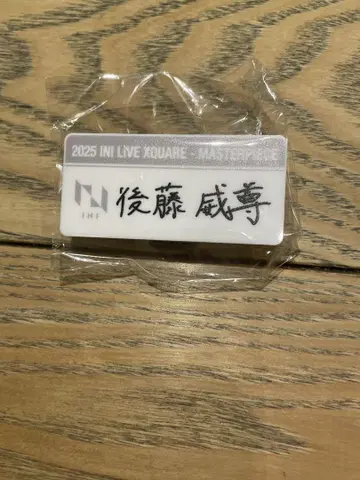 2025 INI LIVE XQUARE - MASTERPIECE
INI
後藤 威尊